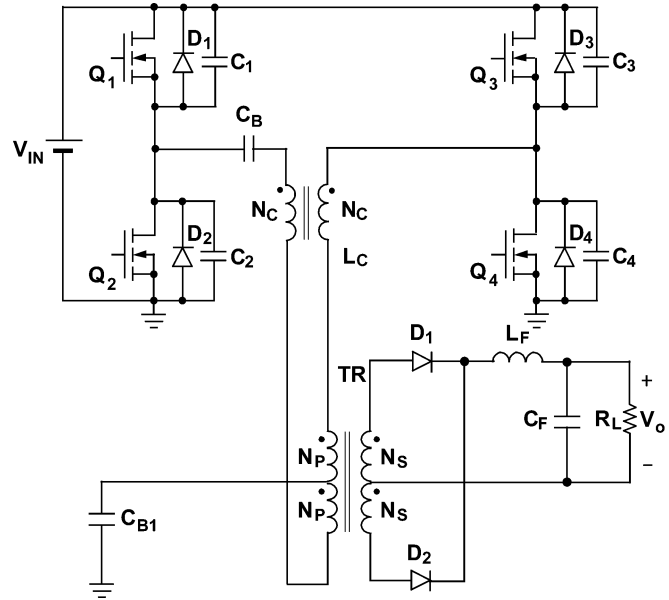 D1
D3
Q1
C1
Q3
C3
CB
VIN
NC
NC
D2
D4
Q2
C2
LC
Q4
C4
D1
LF
TR
+
NP
NS
CF
RL
Vo
NP
NS
−
CB1
D2